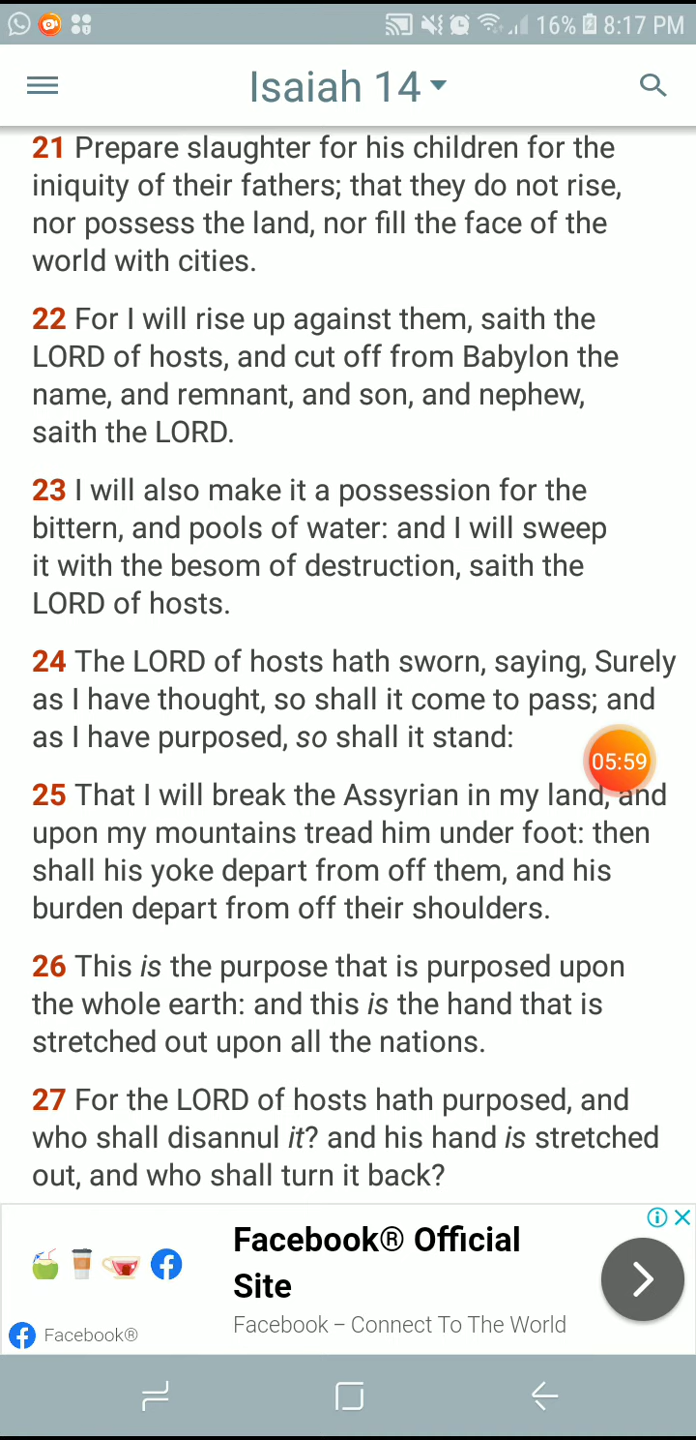 16% 8:17 PM
Isaiah 14
21 Prepare slaughter for his children for the
iniquity of their fathers; that they do not rise,
nor possess the land, nor fill the face of the
world with cities.
22 For I will rise up against them, saith the
LORD of hosts, and cut off from Babylon the
name, and remnant, and son, and nephew,
saith the LORD.
23 I will also make it a possession for the
bittern, and pools of water: and I will sweep
it with the besom of destruction, saith the
LORD of hosts.
24 The LORD of hosts hath sworn, saying, Surely
as I have thought, so shall it come to pass; and
as I have purposed, so shall it stand:
05:59
25 That I will break the Assyrian in my land, and
upon my mountains tread him under foot: then
shall his yoke depart from off them, and his
burden depart from off their shoulders.
26 This is the purpose that is purposed upon
the whole earth: and this is the hand that is
stretched out upon all the nations.
27 For the LORD of hosts hath purposed, and
who shall disannul it? and his hand is stretched
out, and who shall turn it back?
Facebook® Official
Site
Facebook – Connect To The World
Facebook®